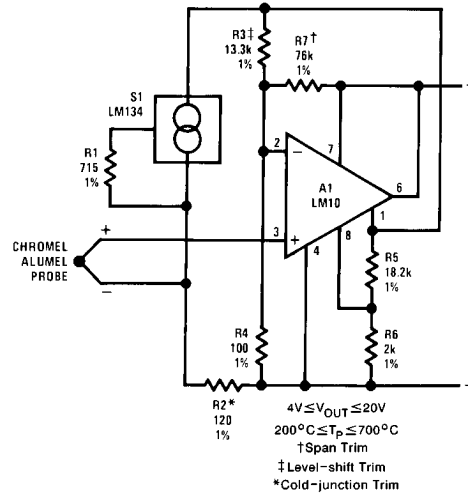 R3‡
13.3k
1%
R7†
76k
1%
S1
LM134
R1
715
1%
2
−
7
A1
LM10
6
1
+
3
+
4
8
CHROMEL
ALUMEL
PROBE
−
R5
18.2k
1%
R4
100
1%
R6
2k
1%
R2*
120
1%
4V≤VOUT≤20V
200°C≤TP≤700°C
†Span Trim
‡Level-shift Trim
*Cold-junction Trim